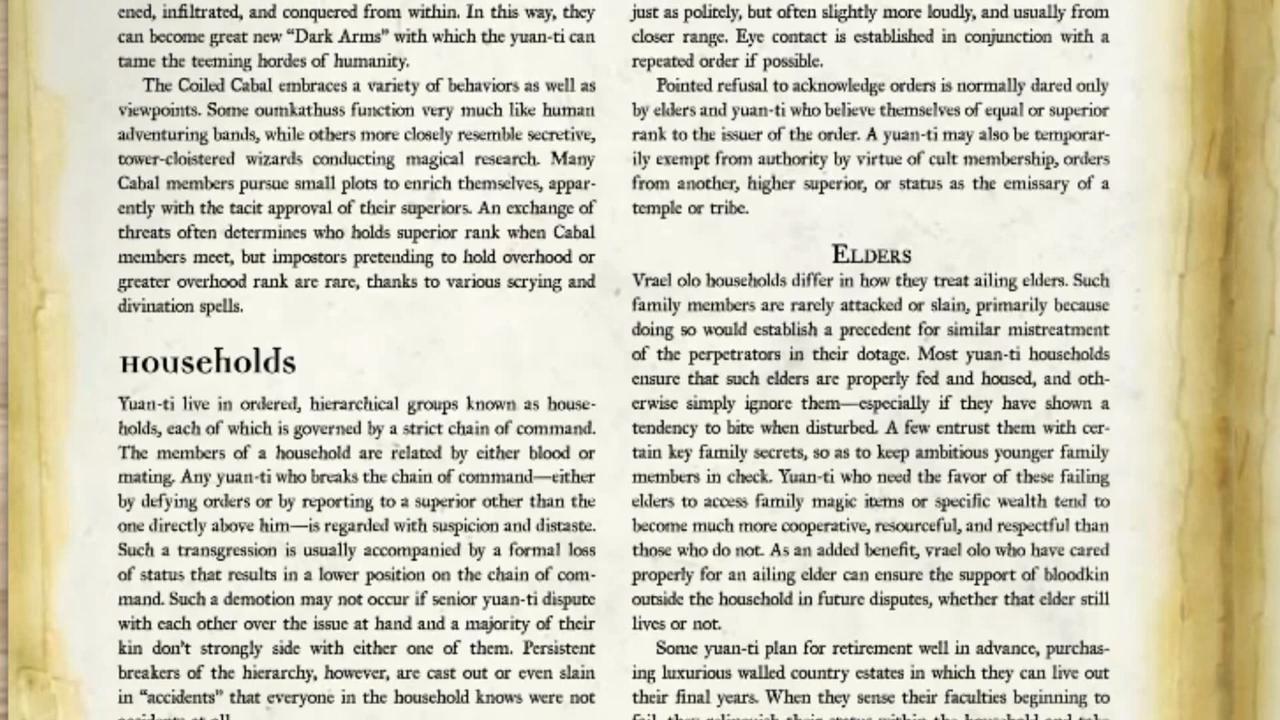 ened, infiltrated, and conquered from within. In this way, they
can become great new “Dark Arms” with which the yuan-ti can
tame the teeming hordes of humanity.
The Coiled Cabal embraces a variety of behaviors as well as
viewpoints. Some oumkathuss function very much like human
adventuring bands, while others more closely resemble secretive,
tower-cloistered wizards conducting magical research. Many
Cabal members pursue small plots to enrich themselves, appar-
ently with the tacit approval of their superiors. An exchange of
threats often determines who holds superior rank when Cabal
members meet, but impostors pretending to hold overhood or
greater overhood rank are rare, thanks to various scrying and
divination spells.
Households
Yuan-ti live in ordered, hierarchical groups known as house-
holds, each of which is governed by a strict chain of command.
The members of a household are related by either blood or
mating. Any yuan-ti who breaks the chain of command—either
by defying orders or by reporting to a superior other than the
one directly above him—is regarded with suspicion and distaste.
Such a transgression is usually accompanied by a formal loss
of status that results in a lower position on the chain of com-
mand. Such a demotion may not occur if senior yuan-ti dispute
with each other over the issue at hand and a majority of their
kin don’t strongly side with either one of them. Persistent
breakers of the hierarchy, however, are cast out or even slain
in “accidents” that everyone in the household knows were not
accidents at all.
just as politely, but often slightly more loudly, and usually from
closer range. Eye contact is established in conjunction with a
repeated order if possible.
Pointed refusal to acknowledge orders is normally dared only
by elders and yuan-ti who believe themselves of equal or superior
rank to the issuer of the order. A yuan-ti may also be temporar-
ily exempt from authority by virtue of cult membership, orders
from another, higher superior, or status as the emissary of a
temple or tribe.
Elders
Vrael olo households differ in how they treat ailing elders. Such
family members are rarely attacked or slain, primarily because
doing so would establish a precedent for similar mistreatment
of the perpetrators in their dotage. Most yuan-ti households
ensure that such elders are properly fed and housed, and oth-
erwise simply ignore them—especially if they have shown a
tendency to bite when disturbed. A few entrust them with cer-
tain key family secrets, so as to keep ambitious younger family
members in check. Yuan-ti who need the favor of these failing
elders to access family magic items or specific wealth tend to
become much more cooperative, resourceful, and respectful than
those who do not. As an added benefit, vrael olo who have cared
properly for an ailing elder can ensure the support of bloodkin
outside the household in future disputes, whether that elder still
lives or not.
Some yuan-ti plan for retirement well in advance, purchas-
ing luxurious walled country estates in which they can live out
their final years. When they sense their faculties beginning to
fail, they relinquish their status within the household and take